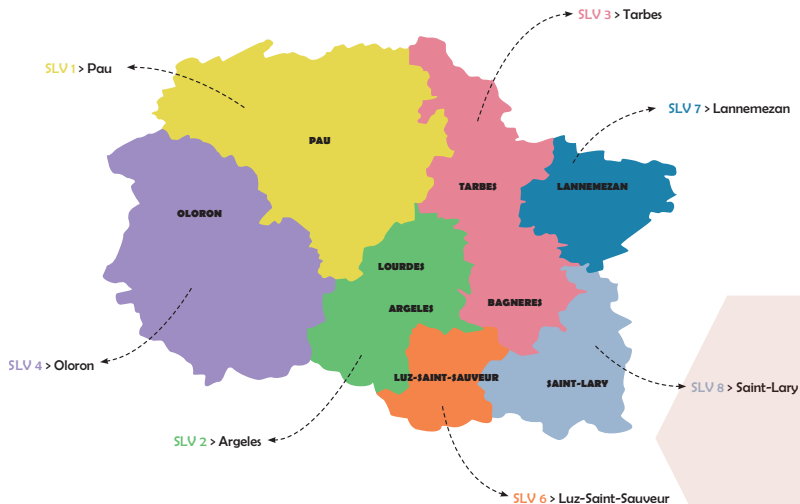 SLV 3 > Tarbes
SLV 1 > Pau
SLV 7 > Lannemezan
PAU
TARBES
LANNEMEZAN
OLORON
LOURDES
ARGELES
BAGNERES
SLV 4 > Oloron
LUZ-SAINT-SAUVEUR
SAINT-LARY
SLV 8 > Saint-Lary
SLV 2 > Argeles
SLV 6 > Luz-Saint-Sauveur